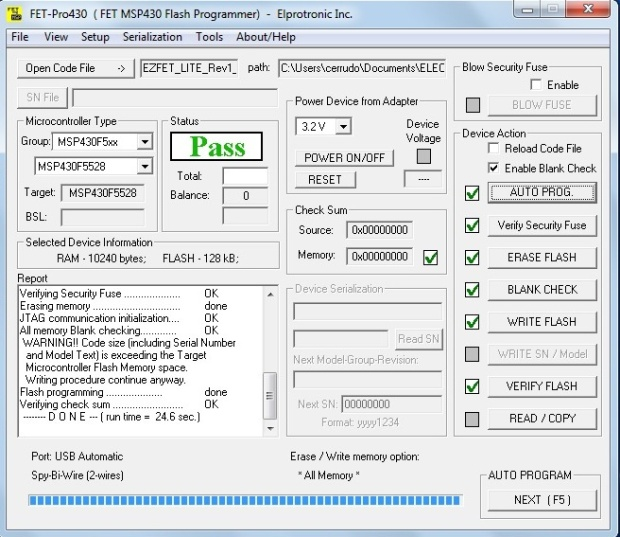 FET-Pro430 ( FET MSP430 Flash Programmer) - Elprotronic Inc.
File View Setup Serialization Tools About/Help
Open Code File -> EZFET_LITE_Rev1_ path: C:\Users\cerrudo\Documents\ELEC
SN File
Microcontroller Type
Group: MSP430F5xx
MSP430F5528
Target: MSP430F5528
BSL:
Status
Pass
Total:
Balance: 0
Power Device from Adapter
3.2 V
Device
Voltage
POWER ON/OFF
RESET
----
Blow Security Fuse
Enable
BLOW FUSE
Device Action
Reload Code File
Enable Blank Check
AUTO PROG.
Verify Security Fuse
ERASE FLASH
BLANK CHECK
WRITE FLASH
WRITE SN / Model
VERIFY FLASH
READ / COPY
Check Sum
Source: 0x00000000
Memory: 0x00000000
Selected Device Information
RAM - 10240 bytes; FLASH - 128 kB;
Report
Verifying Security Fuse .................... OK
Erasing memory ............................. done
JTAG communication initialization.... OK
All memory Blank checking............ OK
WARNING!! Code size (including Serial Number
and Model Text) is exceeding the Target
Microcontroller Flash Memory space.
Writing procedure continue anyway.
Flash programming ......................... done
Verifying check sum ....................... OK
-------- D O N E --- ( run time = 24.6 sec.)
Device Serialization
Read SN
Next Model-Group-Revision:
Next SN: 00000000
Format: yyyy1234
Port: USB Automatic
Spy-Bi-Wire (2-wires)
Erase / Write memory option:
" All Memory "
AUTO PROGRAM
NEXT ( F5 )